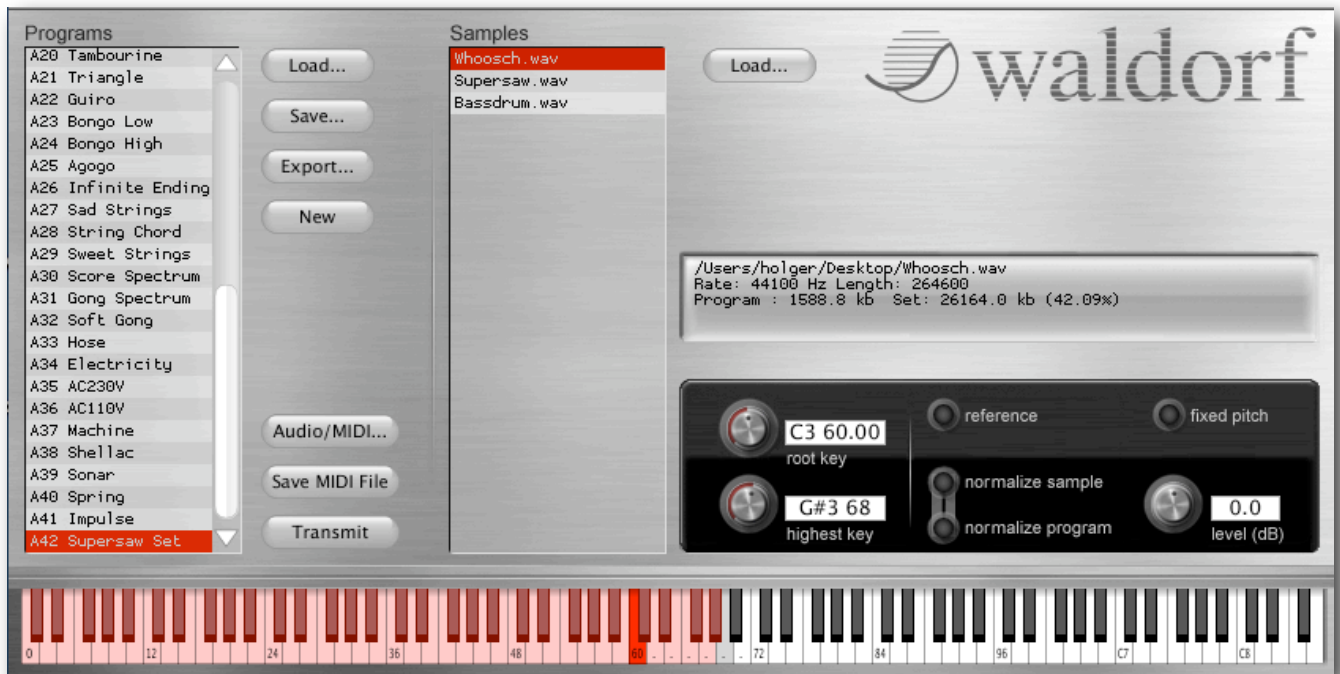 Programs
A20 Tambourine
A21 Triangle
A22 Guiro
A23 Bongo Low
A24 Bongo High
A25 Agogo
A26 Infinite Ending
A27 Sad Strings
A28 String Chord
A29 Sweet Strings
A30 Score Spectrum
A31 Gong Spectrum
A32 Soft Gong
A33 Hose
A34 Electricity
A35 AC230V
A36 AC110V
A37 Machine
A38 Shellac
A39 Sonar
A40 Spring
A41 Impulse
A42 Supersaw Set
Load...
Save...
Export...
New
Audio/MIDI...
Save MIDI File
Transmit
Samples
Whoosch.wav
Supersaw.wav
Bassdrum.wav
Load...
waldorf
/Users/holger/Desktop/Whoosch.wav
Rate: 44100 Hz Length: 264600
Program : 1588.8 kb Set: 26164.0 kb (42.09%)
C3 60.00
root key
G#3 68
highest key
reference
normalize sample
normalize program
fixed pitch
0.0
level (dB)
0 12 24 36 48 60 72 84 96 C7 C8